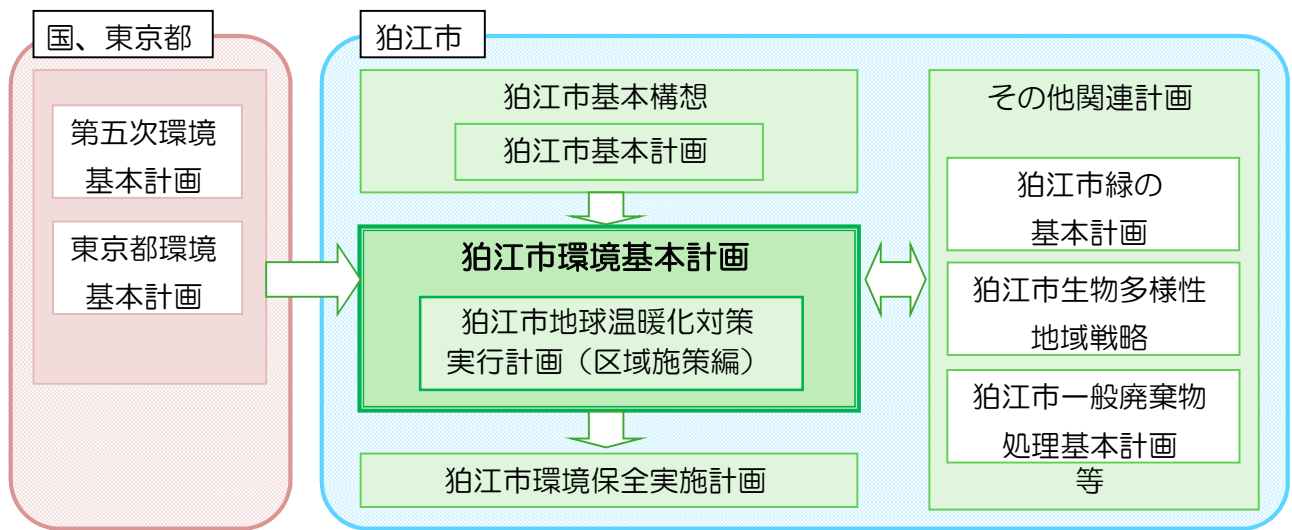 国、東京都
第五次環境
基本計画
東京都環境
基本計画
狛江市
狛江市基本構想
狛江市基本計画
狛江市環境基本計画
狛江市地球温暖化対策
実行計画（区域施策編）
狛江市環境保全実施計画
その他関連計画
狛江市緑の
基本計画
狛江市生物多様性
地域戦略
狛江市一般廃棄物
処理基本計画
等